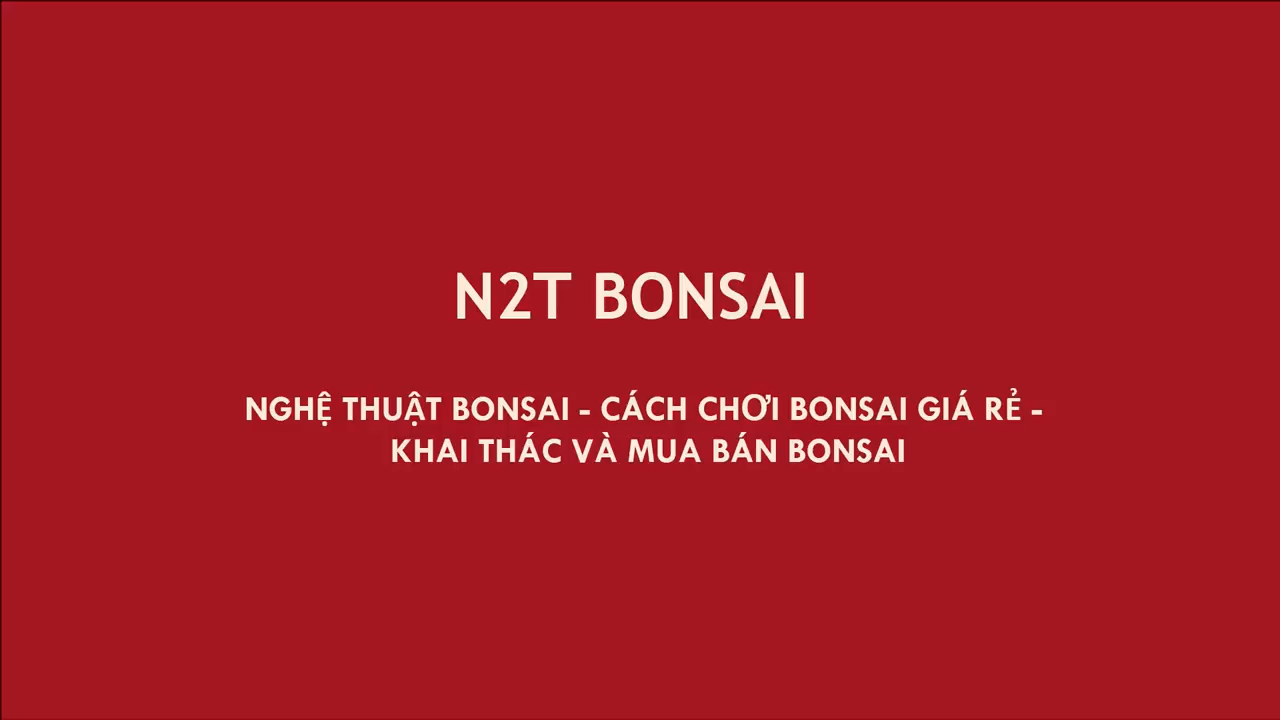 N2T BONSAI
NGHỆ THUẬT BONSAI - CÁCH CHƠI BONSAI GIÁ RẺ -
KHAI THÁC VÀ MUA BÁN BONSAI